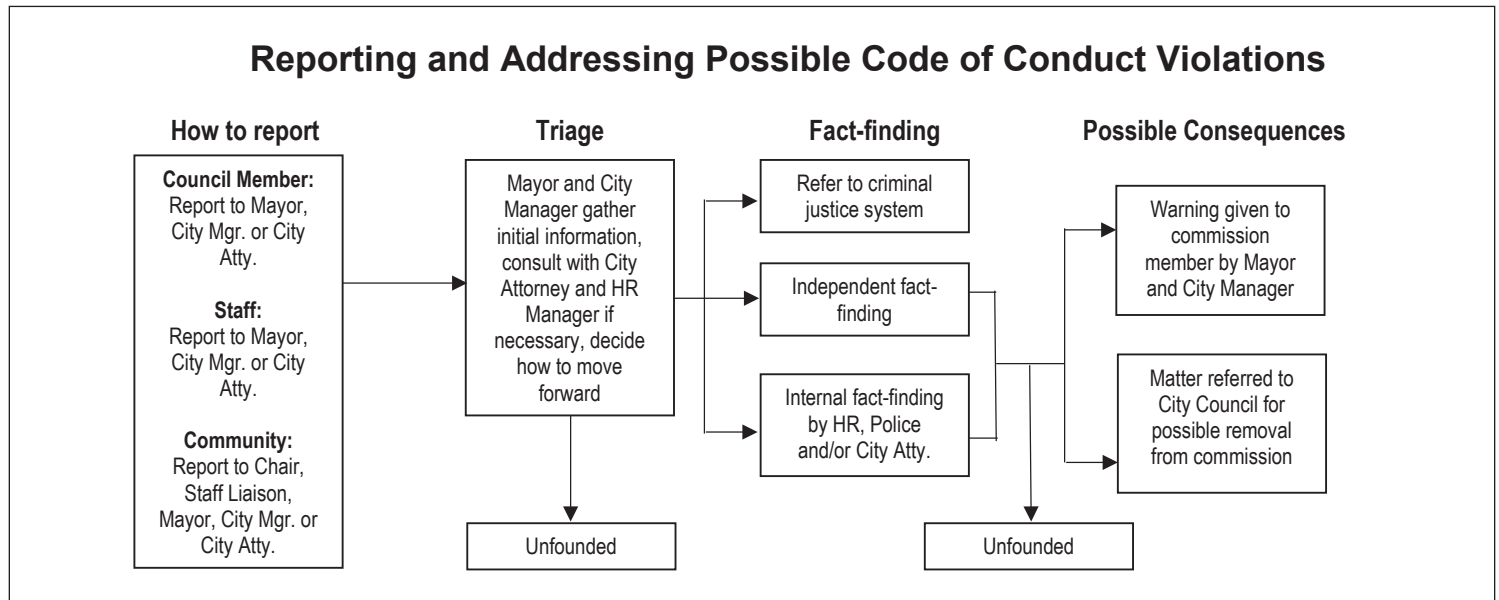 Reporting and Addressing Possible Code of Conduct Violations
How to report
Council Member:
Report to Mayor,
City Mgr. or City
Atty.
Staff:
Report to Mayor,
City Mgr. or City
Atty.
Community:
Report to Chair,
Staff Liaison,
Mayor, City Mgr. or
City Atty.
Triage
Mayor and City
Manager gather
initial information,
consult with City
Attorney and HR
Manager if
necessary, decide
how to move
forward
Unfounded
Fact-finding
Refer to criminal
justice system
Independent fact-
finding
Internal fact-finding
by HR, Police
and/or City Atty.
Unfounded
Possible Consequences
Warning given to
commission
member by Mayor
and City Manager
Matter referred to
City Council for
possible removal
from commission